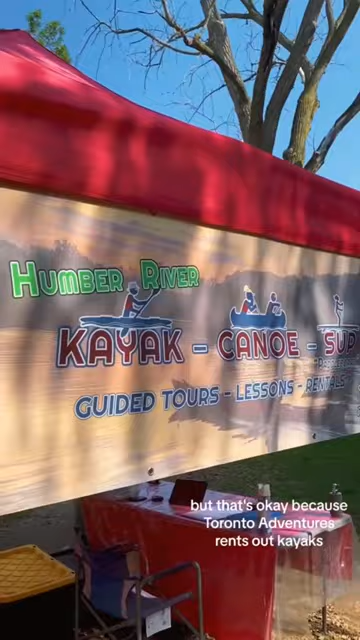 HUMBER RIVER
KAYAK - CANOE - SUP
GUIDED TOURS - LESSONS - RENTALS
but that's okay because
Toronto Adventures
rents out kayaks